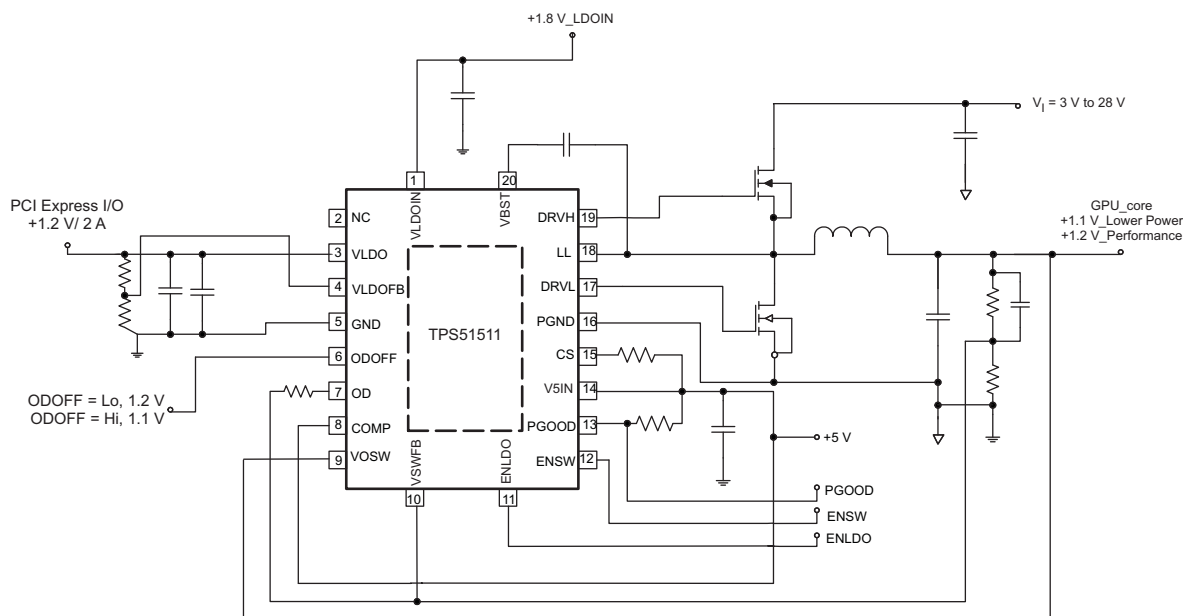 +1.8 V_LDOIN
V_I = 3 V to 28 V
1
20
VLDOIN
VBST
PCI Express I/O
+1.2 V/ 2 A
GPU_core
+1.1 V_Lower Power
+1.2 V_Performance
2 NC
DRVH 19
3 VLDO
LL 18
4 VLDOFB
DRVL 17
5 GND
PGND 16
TPS51511
6 ODOFF
CS 15
7 OD
V5IN 14
8 COMP
PGOOD 13
9 VOSW
ENSW 12
ODOFF = Lo, 1.2 V
ODOFF = Hi, 1.1 V
VSWFB
ENLDO
10
11
+5 V
PGOOD
ENSW
ENLDO